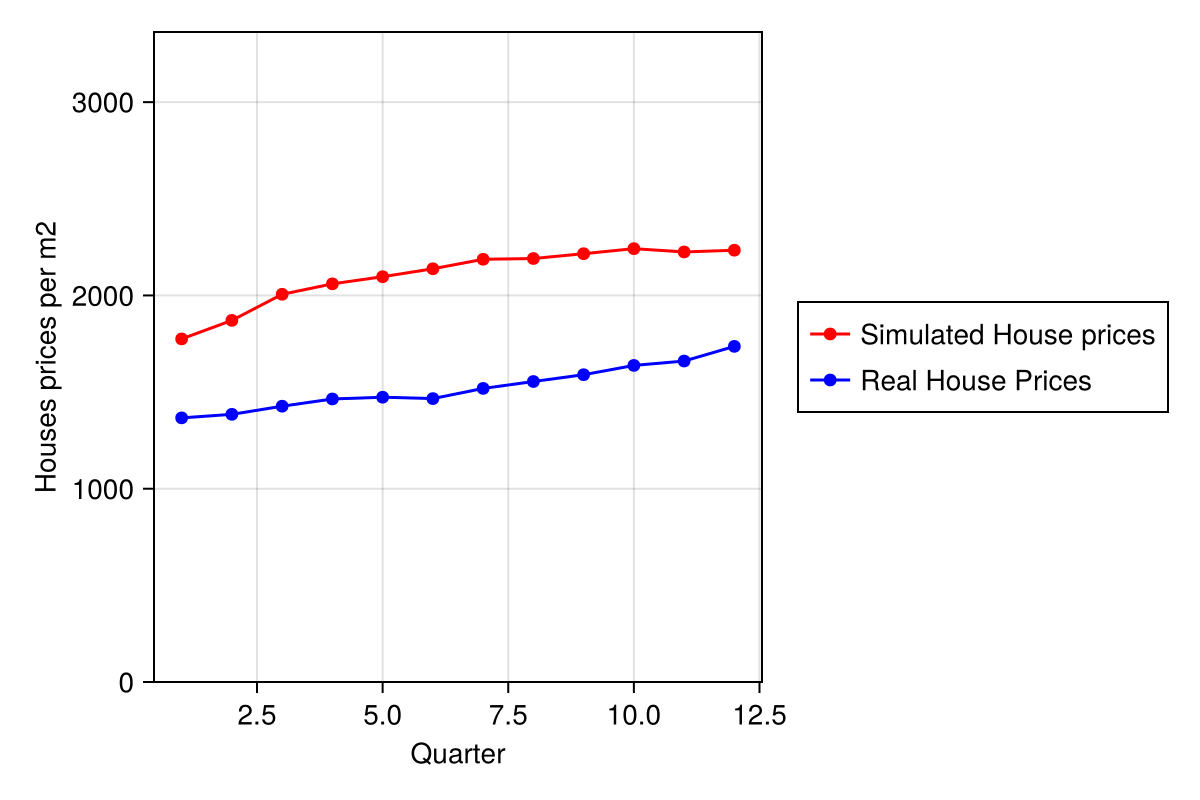 3000
2000
1000
0
Houses prices per m2
2.5 5.0 7.5 10.0 12.5
Quarter
Simulated House prices
Real House Prices